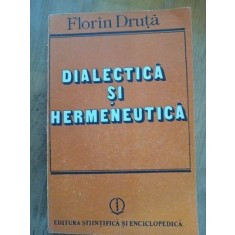 Florin Druță
DIALECTICĂ
ȘI
HERMENEUTICĂ
EDITURA ȘTIINȚIFICĂ ȘI ENCICLOPEDICĂ